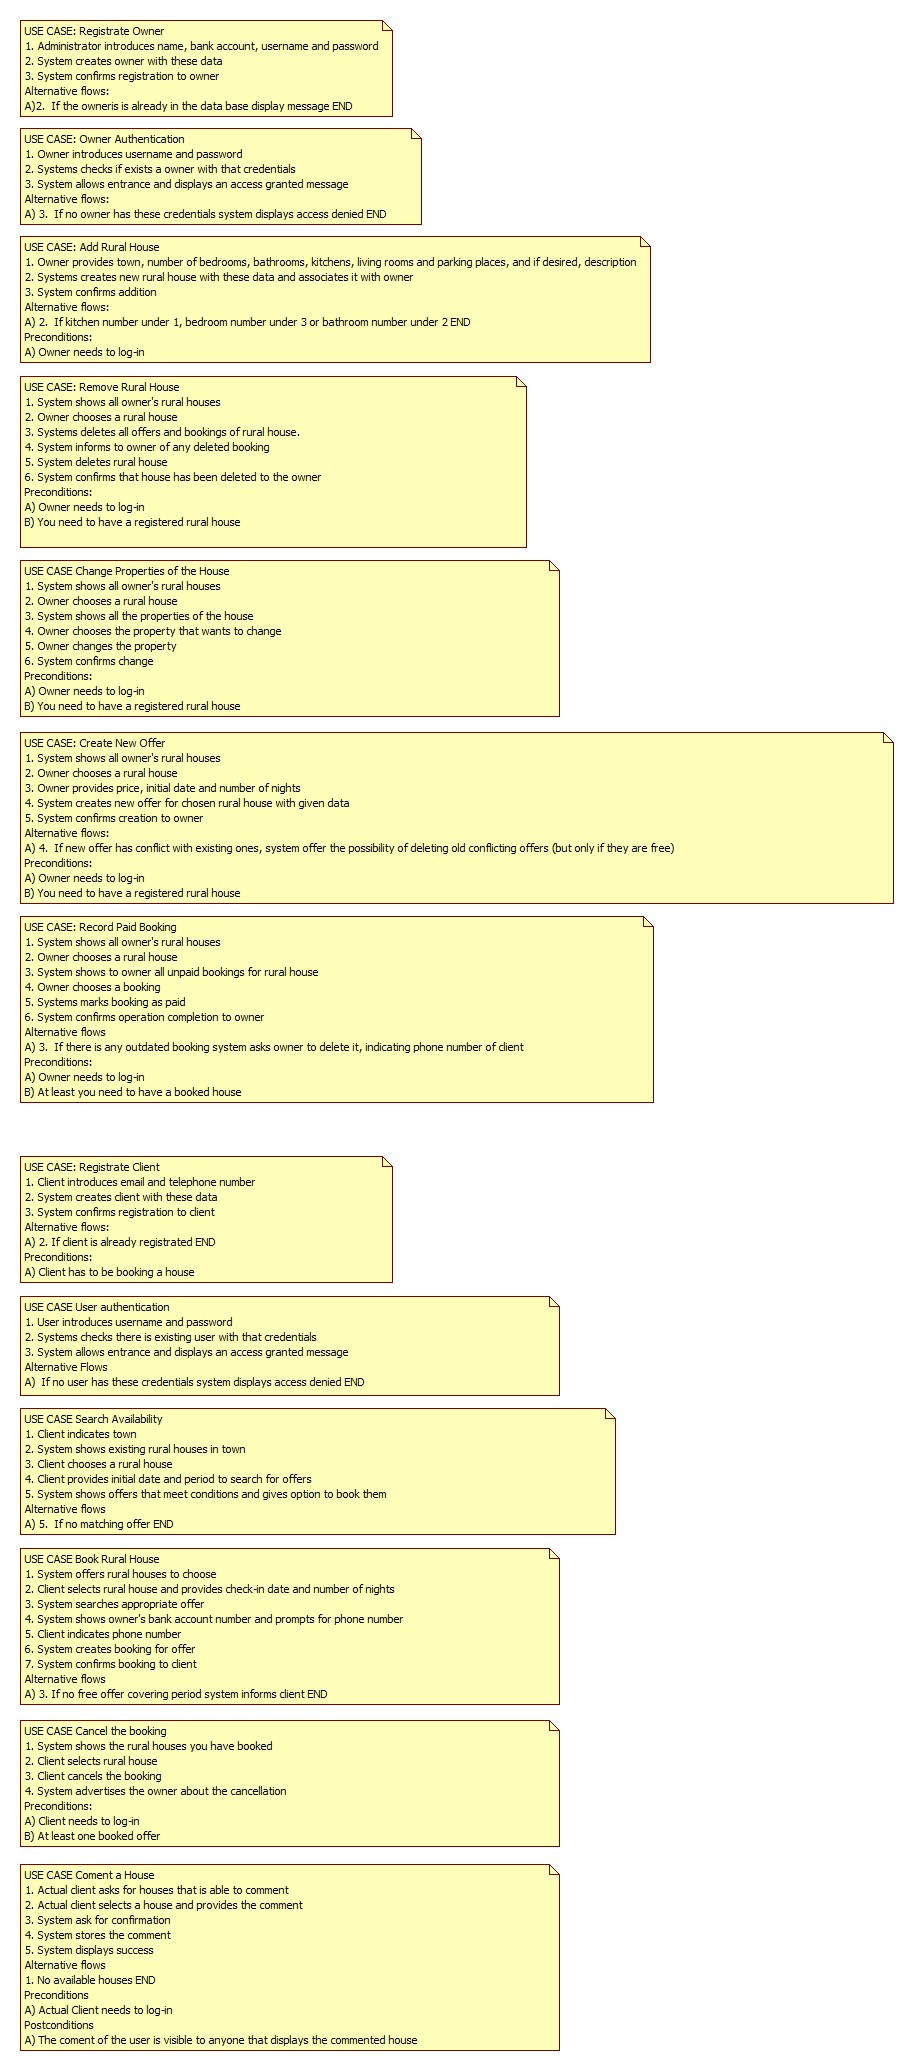 USE CASE: Registrate Owner
1. Administrator introduces name, bank account, username and password
2. System creates owner with these data
3. System confirms registration to owner
Alternative flows:
A)2.  If the owneris is already in the data base display message END
USE CASE: Owner Authentication
1. Owner introduces username and password
2. Systems checks if exists a owner with that credentials
3. System allows entrance and displays an access granted message
Alternative flows:
A) 3.  If no owner has these credentials system displays access denied END
USE CASE: Add Rural House
1. Owner provides town, number of bedrooms, bathrooms, kitchens, living rooms and parking places, and if desired, description
2. Systems creates new rural house with these data and associates it with owner
3. System confirms addition
Alternative flows:
A) 2.  If kitchen number under 1, bedroom number under 3 or bathroom number under 2 END
Preconditions:
A) Owner needs to log-in
USE CASE: Remove Rural House
1. System shows all owner's rural houses
2. Owner chooses a rural house
3. Systems deletes all offers and bookings of rural house.
4. System informs to owner of any deleted booking
5. System deletes rural house
6. System confirms that house has been deleted to the owner
Preconditions:
A) Owner needs to log-in
B) You need to have a registered rural house
USE CASE Change Properties of the House
1. System shows all owner's rural houses
2. Owner chooses a rural house
3. System shows all the properties of the house
4. Owner chooses the property that wants to change
5. Owner changes the property
6. System confirms change
Preconditions:
A) Owner needs to log-in
B) You need to have a registered rural house
USE CASE: Create New Offer
1. System shows all owner's rural houses
2. Owner chooses a rural house
3. Owner provides price, initial date and number of nights
4. System creates new offer for chosen rural house with given data
5. System confirms creation to owner
Alternative flows:
A) 4.  If new offer has conflict with existing ones, system offer the possibility of deleting old conflicting offers (but only if they are free)
Preconditions:
A) Owner needs to log-in
B) You need to have a registered rural house
USE CASE: Record Paid Booking
1. System shows all owner's rural houses
2. Owner chooses a rural house
3. System shows to owner all unpaid bookings for rural house
4. Owner chooses a booking
5. Systems marks booking as paid
6. System confirms operation completion to owner
Alternative flows
A) 3.  If there is any outdated booking system asks owner to delete it, indicating phone number of client
Preconditions:
A) Owner needs to log-in
B) At least you need to have a booked house
USE CASE: Registrate Client
1. Client introduces email and telephone number
2. System creates client with these data
3. System confirms registration to client
Alternative flows:
A) 2. If client is already registrated END
Preconditions:
A) Client has to be booking a house
USE CASE User authentication
1. User introduces username and password
2. Systems checks there is existing user with that credentials
3. System allows entrance and displays an access granted message
Alternative Flows
A)  If no user has these credentials system displays access denied END
USE CASE Search Availability
1. Client indicates town
2. System shows existing rural houses in town
3. Client chooses a rural house
4. Client provides initial date and period to search for offers
5. System shows offers that meet conditions and gives option to book them
Alternative flows
A) 5.  If no matching offer END
USE CASE Book Rural House
1. System offers rural houses to choose
2. Client selects rural house and provides check-in date and number of nights
3. System searches appropriate offer
4. System shows owner's bank account number and prompts for phone number
5. Client indicates phone number
6. System creates booking for offer
7. System confirms booking to client
Alternative flows
A) 3. If no free offer covering period system informs client END
USE CASE Cancel the booking
1. System shows the rural houses you have booked
2. Client selects rural house
3. Client cancels the booking
4. System advertises the owner about the cancellation
Preconditions:
A) Client needs to log-in
B) At least one booked offer
USE CASE Coment a House
1. Actual client asks for houses that is able to comment
2. Actual client selects a house and provides the comment
3. System ask for confirmation
4. System stores the comment
5. System displays success
Alternative flows
1. No available houses END
Preconditions
A) Actual Client needs to log-in
Postconditions
A) The coment of the user is visible to anyone that displays the commented house